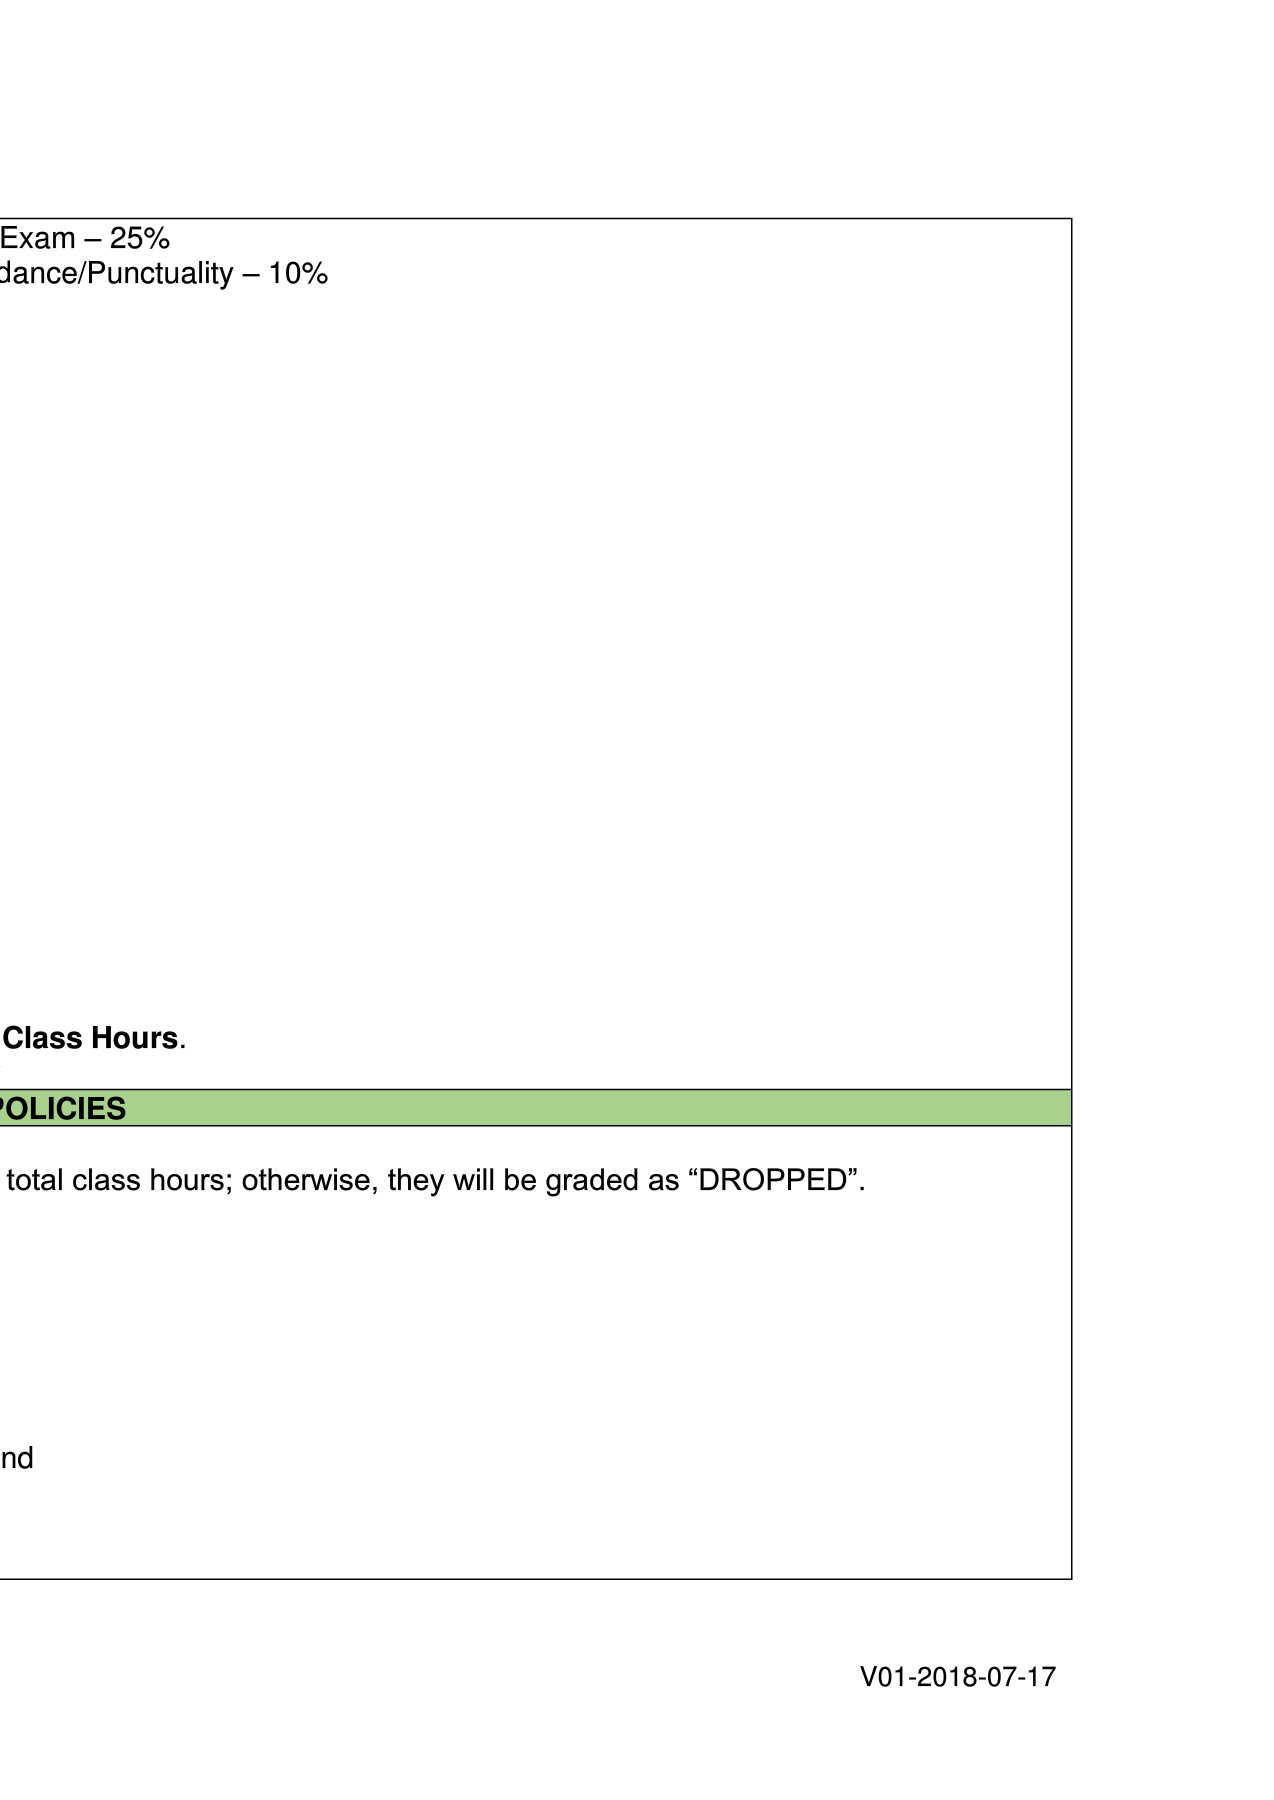 Exam – 25%
dance/Punctuality – 10%
Class Hours.
POLICIES
total class hours; otherwise, they will be graded as “DROPPED”.
nd
V01-2018-07-17